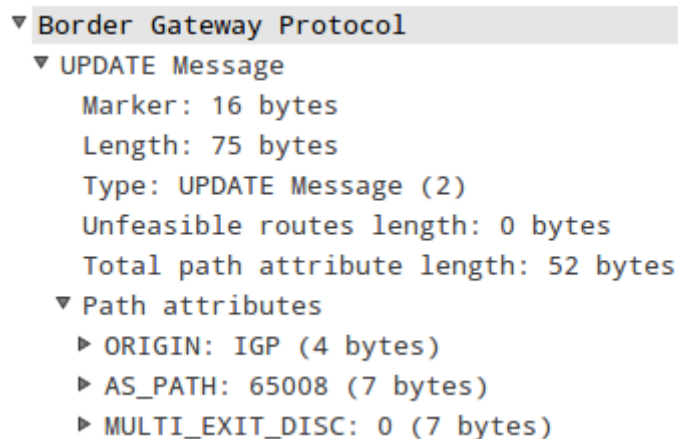 Border Gateway Protocol
UPDATE Message
Marker: 16 bytes
Length: 75 bytes
Type: UPDATE Message (2)
Unfeasible routes length: 0 bytes
Total path attribute length: 52 bytes
Path attributes
ORIGIN: IGP (4 bytes)
AS_PATH: 65008 (7 bytes)
MULTI_EXIT_DISC: 0 (7 bytes)